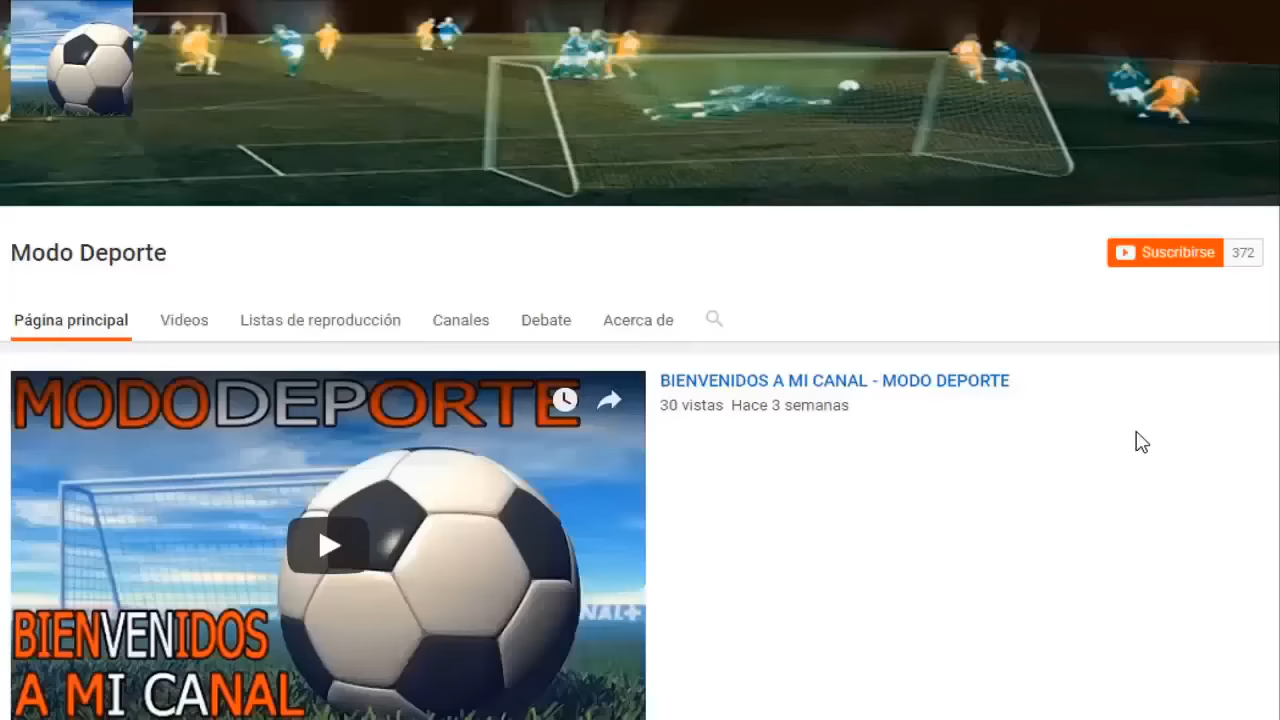 Modo Deporte
Suscribirse 372
Página principal Videos Listas de reproducción Canales Debate Acerca de
MODODEPORTE
BIENVENIDOS A MI CANAL - MODO DEPORTE
30 vistas Hace 3 semanas
NAL+
BIENVENIDOS
A MI CANAL